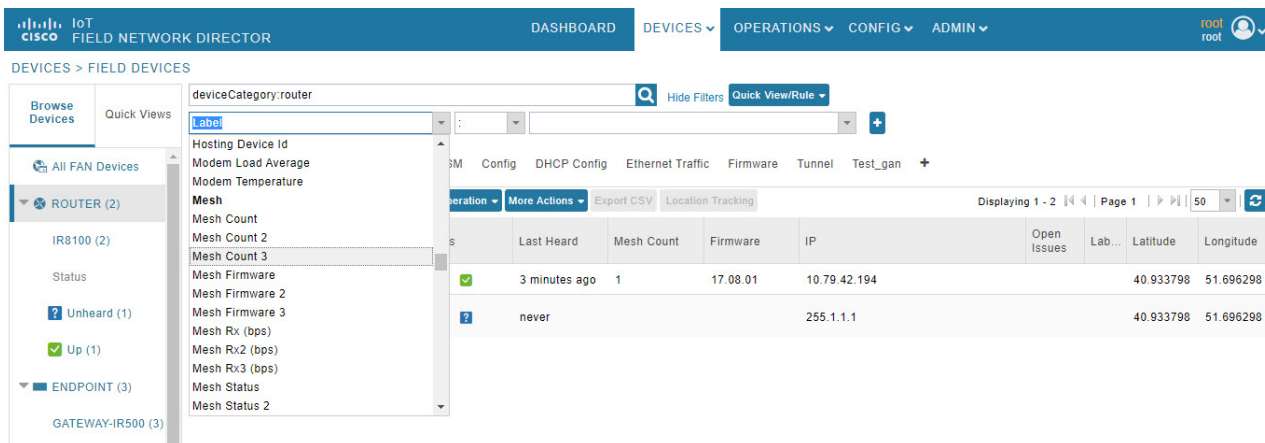 IoT
CISCO FIELD NETWORK DIRECTOR
DASHBOARD DEVICES OPERATIONS CONFIG ADMIN
root
root
DEVICES > FIELD DEVICES
Browse Devices
Quick Views
deviceCategory:router
Hide Filters
Quick View/Rule
Label
:
+
All FAN Devices
ROUTER (2)
IR8100 (2)
Status
? Unheard (1)
Up (1)
ENDPOINT (3)
GATEWAY-IR500 (3)
Hosting Device Id
Modem Load Average
Modem Temperature
Mesh
Mesh Count
Mesh Count 2
Mesh Count 3
Mesh Firmware
Mesh Firmware 2
Mesh Firmware 3
Mesh Rx (bps)
Mesh Rx2 (bps)
Mesh Rx3 (bps)
Mesh Status
Mesh Status 2
Config DHCP Config Ethernet Traffic Firmware Tunnel Test_gan +
More Actions Export CSV Location Tracking
Displaying 1 - 2 Page 1 50
Last Heard Mesh Count Firmware IP Open Issues Lab... Latitude Longitude
3 minutes ago 1 17.08.01 10.79.42.194 40.933798 51.696298
? never 255.1.1.1 40.933798 51.696298